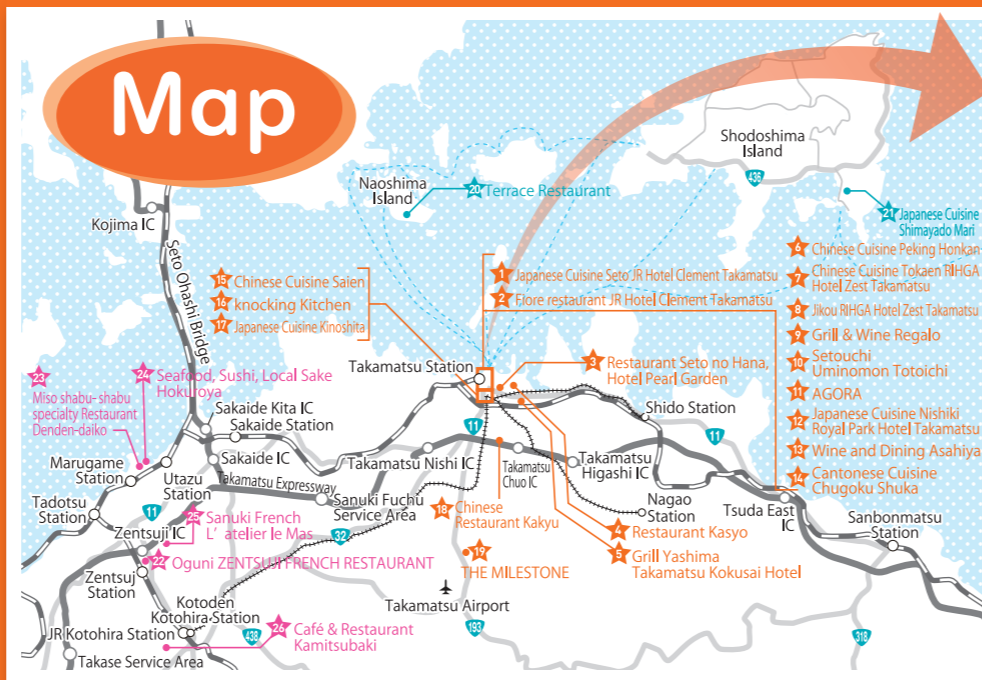 Map
Shodoshima
Island
436
Naoshima
Island
20 Terrace Restaurant
21 Japanese Cuisine
Shimayado Mari
Kojima IC
Seto Ohashi Bridge
15 Chinese Cuisine Saien
16 knocking Kitchen
17 Japanese Cuisine Kinoshita
1 Japanese Cuisine Seto JR Hotel Clement Takamatsu
2 Flore restaurant JR Hotel Clement Takamatsu
6 Chinese Cuisine Peking Honkan
7 Chinese Cuisine Tokaen RIHGA
Hotel Zest Takamatsu
8 Jikou RIHGA Hotel Zest Takamatsu
9 Grill & Wine Regalo
10 Setouchi
Uminomon Totoichi
11 AGORA
12 Japanese Cuisine Nishiki
Royal Park Hotel Takamatsu
13 Wine and Dining Asahiya
14 Cantonese Cuisine
Chugoku Shuka
Takamatsu Station
3 Restaurant Seto no Hana,
Hotel Pearl Garden
23
Miso shabu- shabu
specialty Restaurant
Denden-daiko
24 Seafood, Sushi, Local Sake
Hokuroya
Sakaide Kita IC
Sakaide Station
Sakaide IC
Takamatsu Expressway
Marugame
Station
Utazu
Station
Tadotsu
Station
11
Zentsuji IC
25 Sanuki French
L' atelier le Mas
22 Oguni ZENTSUJI FRENCH RESTAURANT
Zentsuj
Station
Kotoden
Kotohira Station
JR Kotohira Station
Takase Service Area
438
26 Café & Restaurant
Kamitsubaki
Sanuki Fuchu
Service Area
32
Takamatsu Nishi IC
11
Takamatsu
Chuo IC
Takamatsu
Higashi IC
Shido Station
11
Nagao
Station
Tsuda East
IC
Sanbonmatsu
Station
18 Chinese
Restaurant Kakyu
19
THE MILESTONE
4 Restaurant Kasyo
5 Grill Yashima
Takamatsu Kokusai Hotel
Takamatsu Airport
193
318